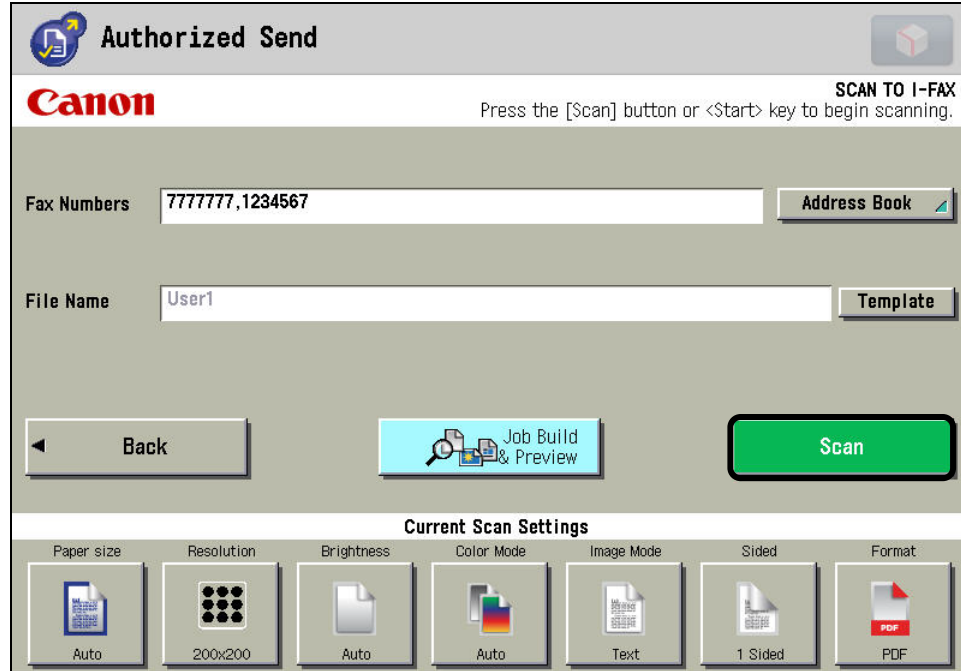 Authorized Send
Canon
SCAN TO I-FAX
Press the [Scan] button or <Start> key to begin scanning.
Fax Numbers 7777777,1234567 Address Book
File Name User1 Template
Back Job Build & Preview Scan
Current Scan Settings
Paper size Resolution Brightness Color Mode Image Mode Sided Format
PDF
Auto 200x200 Auto Auto Text 1 Sided PDF